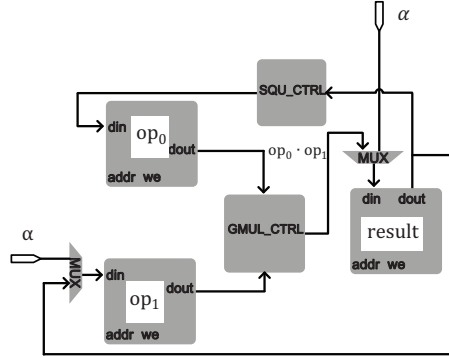 α
SQU_CTRL
din
op₀
dout
addr we
op₀ · op₁
MUX
din dout
result
addr we
GMUL_CTRL
α
MUX
din
op₁
dout
addr we